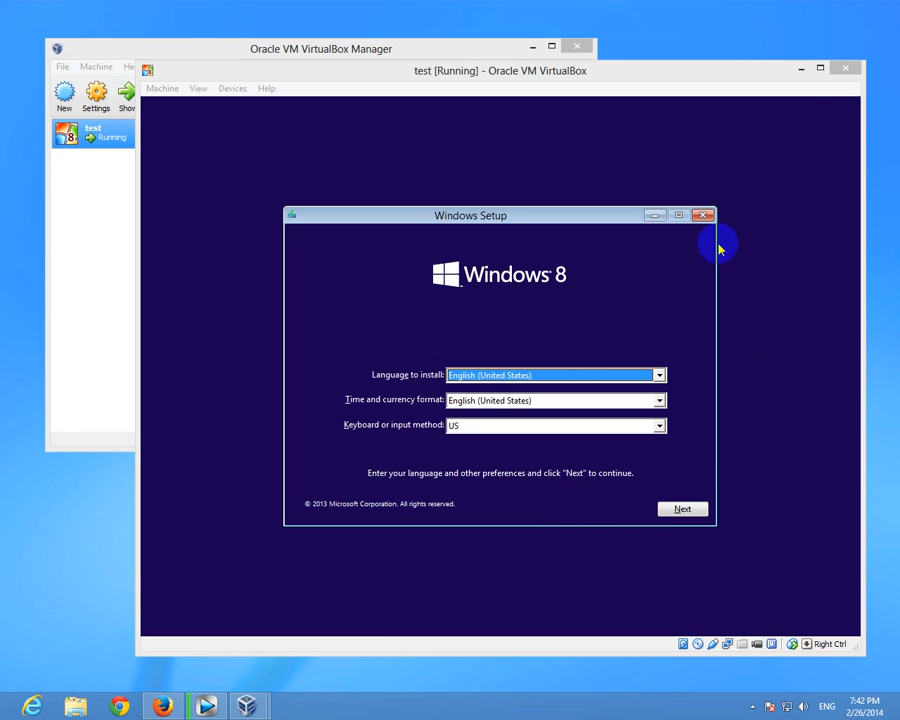 Oracle VM VirtualBox Manager
File Machine He
New Settings Show
test
Running
8
test [Running] - Oracle VM VirtualBox
Machine View Devices Help
Windows Setup
Windows 8
Language to install: English (United States)
Time and currency format: English (United States)
Keyboard or input method: US
Enter your language and other preferences and click "Next" to continue.
© 2013 Microsoft Corporation. All rights reserved.
Next
Right Ctrl
ENG
7:42 PM
2/26/2014